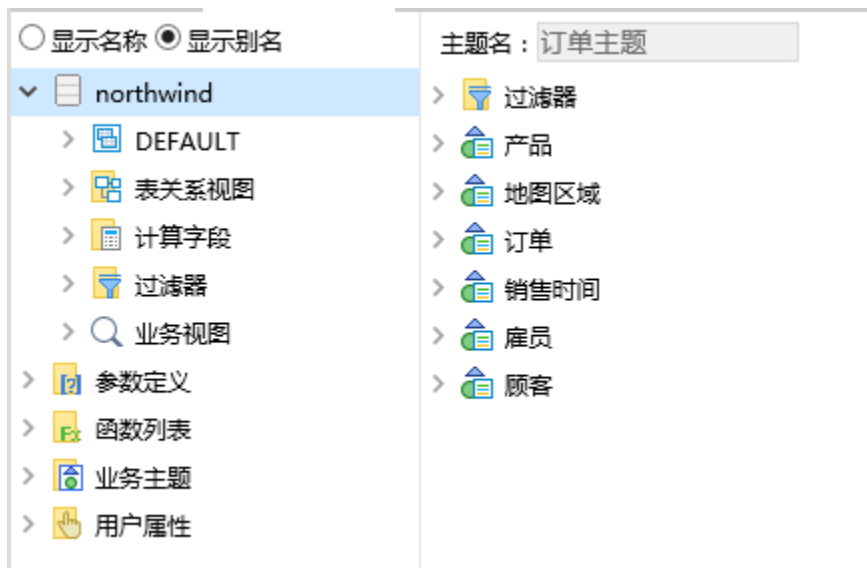 显示名称 显示别名
northwind
DEFAULT
表关系视图
计算字段
过滤器
业务视图
参数定义
函数列表
业务主题
用户属性
主题名：订单主题
过滤器
产品
地图区域
订单
销售时间
雇员
顾客